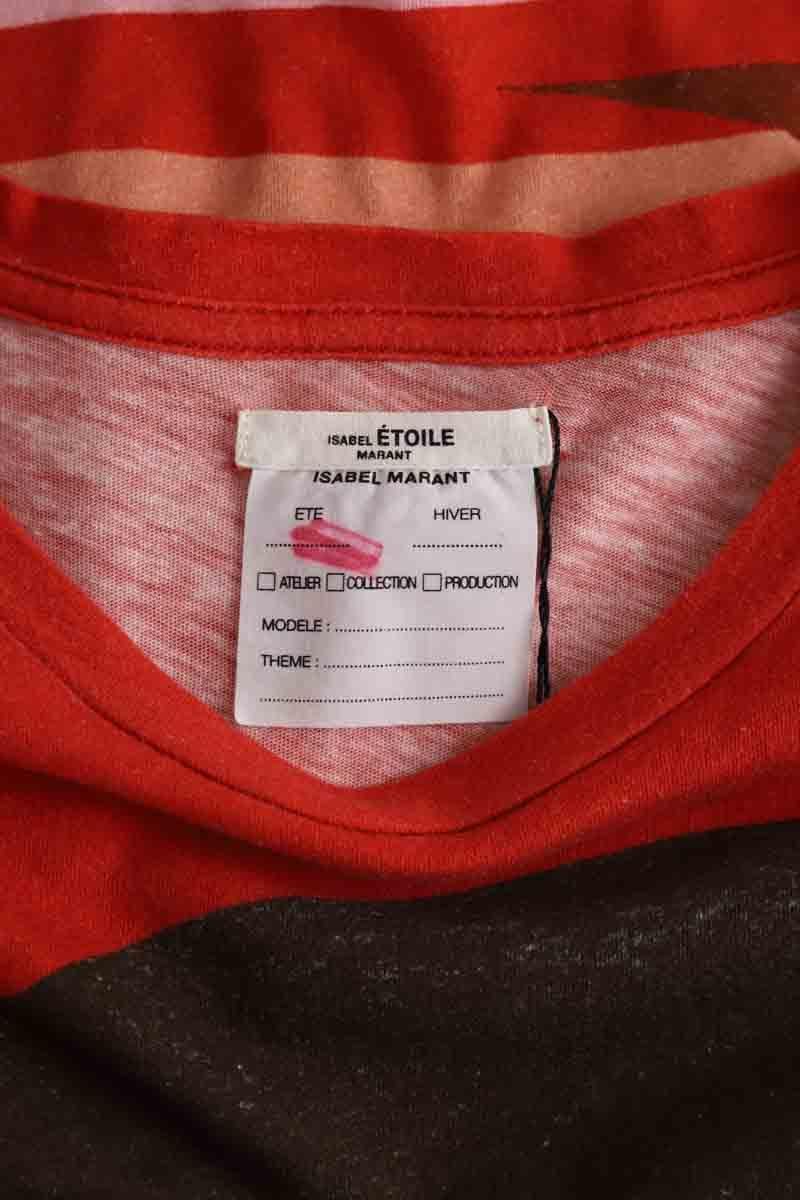 ISABEL ÉTOILE
MARANT
ISABEL MARANT
ETE HIVER
ATELIER COLLECTION PRODUCTION
MODELE :
THEME :